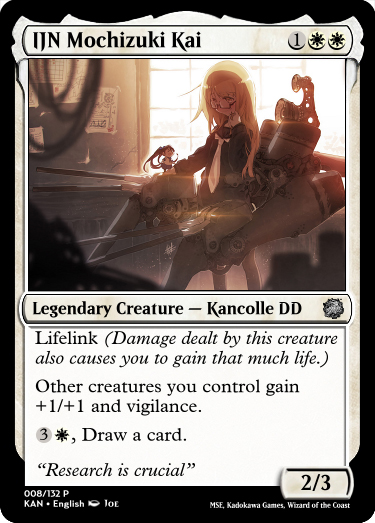 IJN Mochizuki Kai 1
Legendary Creature — Kancolle DD
Lifelink (Damage dealt by this creature
also causes you to gain that much life.)
Other creatures you control gain
+1/+1 and vigilance.
3, Draw a card.
“Research is crucial”
2/3
008/132 P
KAN • English JOE
MSE, Kadokawa Games, Wizard of the Coast